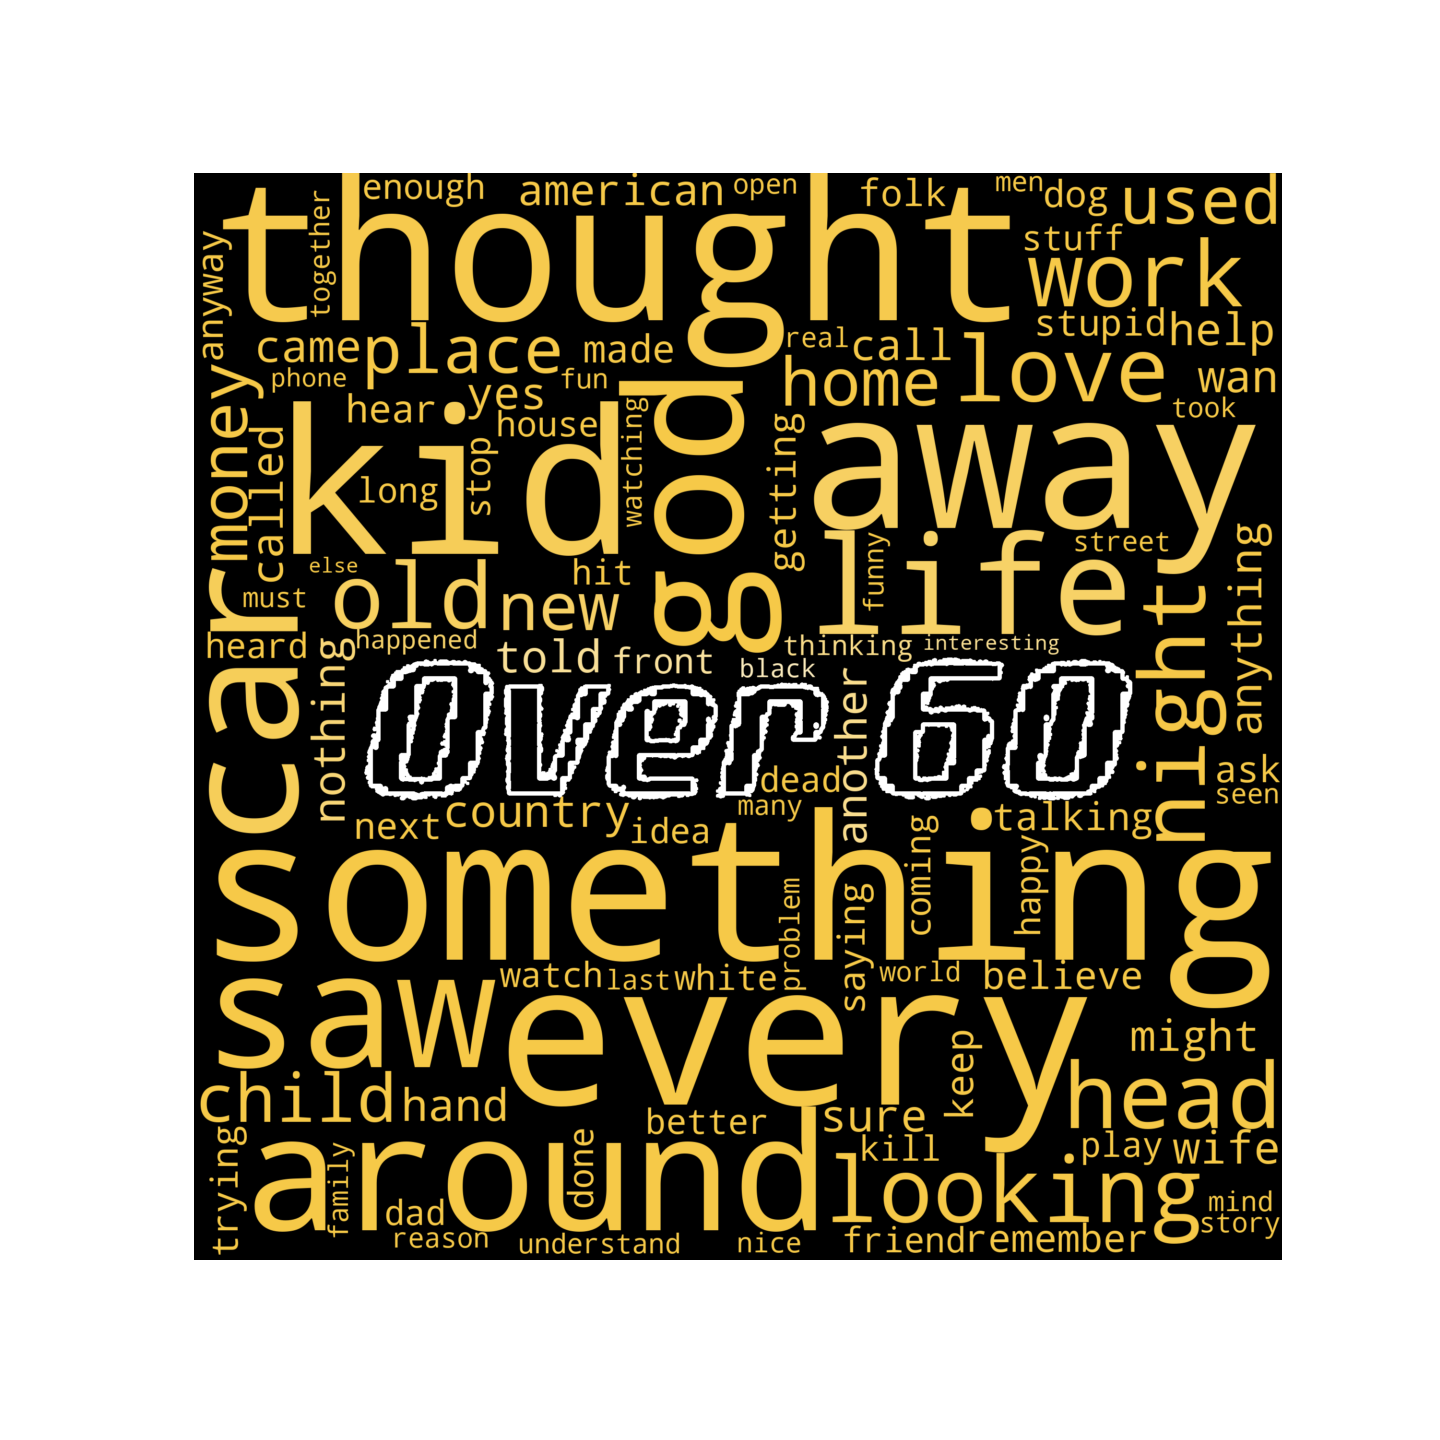 enough
american
open
folk
men
dog
used
together
anyway
thought
stuff
work
stupid
help
came
place
made
real
call
love
phone
yes
fun
home
wan
took
hear
house
money
called
kid
long
stop
watching
god
getting
away
else
hit
life
funny
street
anything
must
old
new
night
heard
happened
told
front
black
thinking
interesting
car
nothing
Over 60
another
dead
many
ask
seen
next
country
idea
talking
something
coming
happy
problem
saying
saw
watch
last
white
world
believe
every
keep
might
child
hand
better
sure
head
trying
family
around
done
kill
play
wife
dad
reason
looking
mind
story
understand
nice
friend
remember